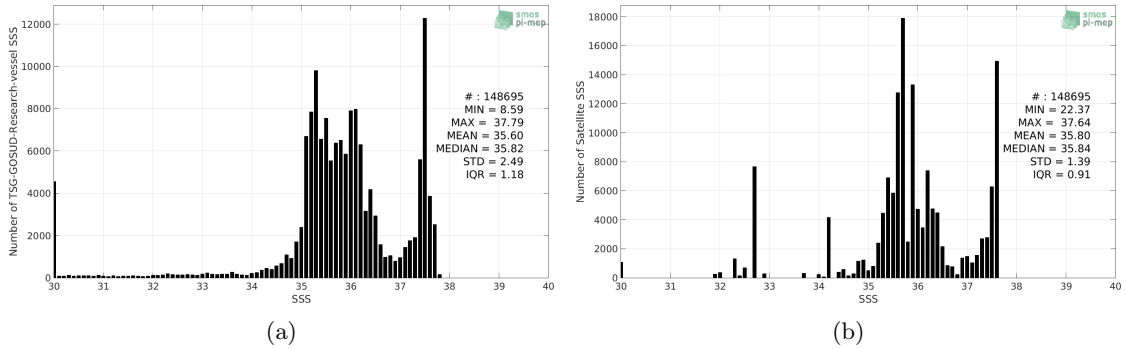 smos
pi-mep
Number of TSG-GOSUD-Research-vessel SSS
12000
10000
8000
6000
4000
2000
0
# : 148695
MIN = 8.59
MAX = 37.79
MEAN = 35.60
MEDIAN = 35.82
STD = 2.49
IQR = 1.18
30 31 32 33 34 35 36 37 38 39 40
SSS
(a)
smos
pi-mep
Number of Satellite SSS
18000
16000
14000
12000
10000
8000
6000
4000
2000
0
# : 148695
MIN = 22.37
MAX = 37.64
MEAN = 35.80
MEDIAN = 35.84
STD = 1.39
IQR = 0.91
30 31 32 33 34 35 36 37 38 39 40
SSS
(b)